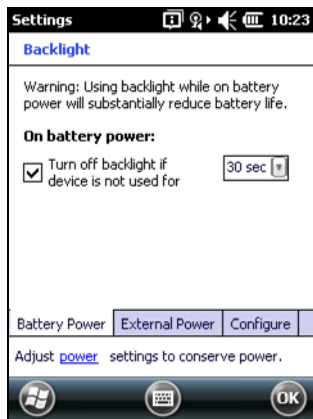 Settings 10:23
Backlight
Warning: Using backlight while on battery
power will substantially reduce battery life.
On battery power:
Turn off backlight if
device is not used for
30 sec
Battery Power External Power Configure
Adjust power settings to conserve power.
OK